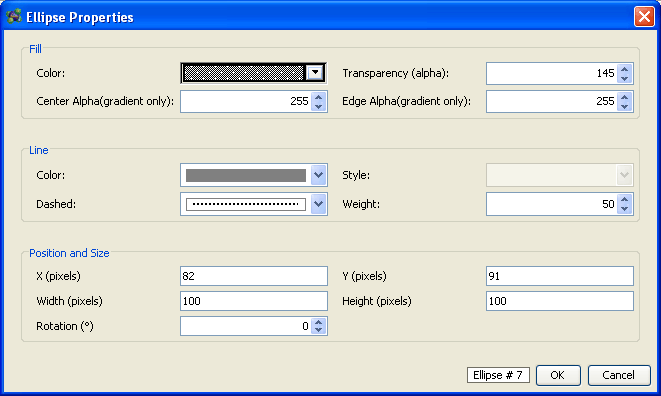 Ellipse Properties
Fill
Color: Transparency (alpha): 145
Center Alpha(gradient only): 255 Edge Alpha(gradient only): 255
Line
Color: Style:
Dashed: Weight: 50
Position and Size
X (pixels) 82 Y (pixels) 91
Width (pixels) 100 Height (pixels) 100
Rotation (°) 0
Ellipse # 7 OK Cancel